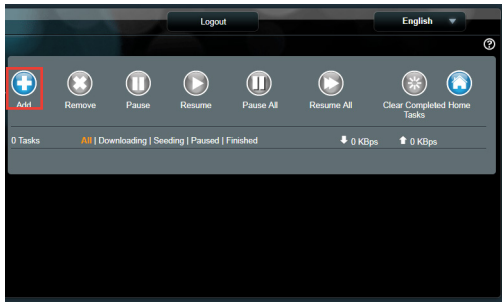 Logout English
Add Remove Pause Resume Pause All Resume All Clear Completed Tasks Home
0 Tasks All | Downloading | Seeding | Paused | Finished 0 KBps 0 KBps